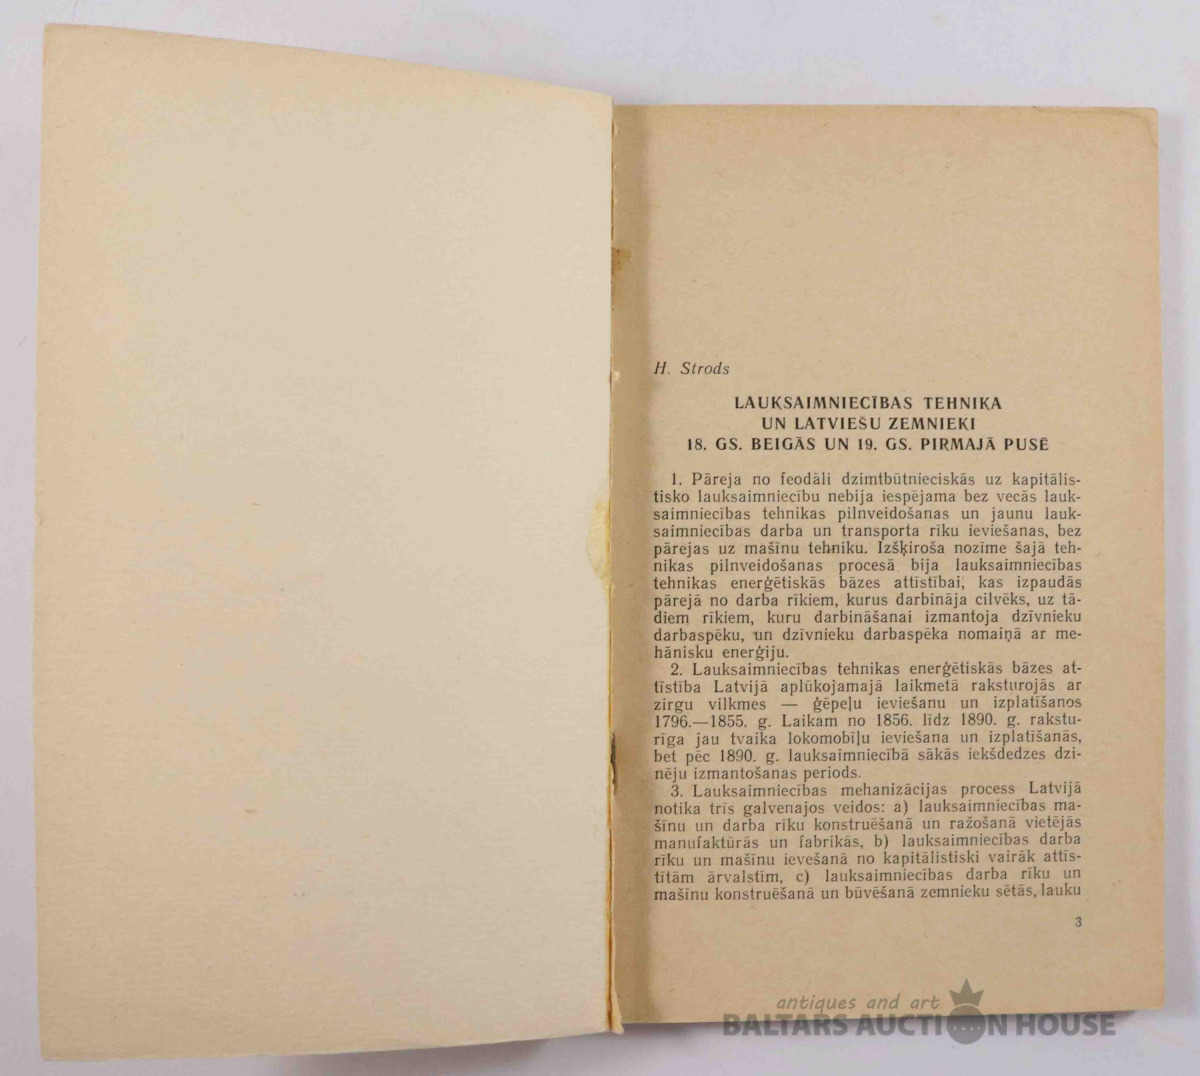 H. Strods
LAUKSAIMNIECĪBAS TEHNIKA
UN LATVIEŠU ZEMNIEKI
18. GS. BEIGĀS UN 19. GS. PIRMAJĀ PUSĒ
1. Pāreja no feodāli dzimtbūtnieciskās uz kapitālis-
tisko lauksaimniecību nebija iespējama bez vecās lauk-
saimniecības tehnikas pilnveidošanas un jaunu lauk-
saimniecības darba un transporta rīku ieviešanas, bez
pārejas uz mašīnu tehniku. Izšķiroša nozīme šajā teh-
nikas pilnveidošanas procesā bija lauksaimniecības
tehnikas enerģētiskās bāzes attīstībai, kas izpaudās
pārejā no darba rīkiem, kurus darbināja cilvēks, uz tā-
diem rīkiem, kuru darbināšanai izmantoja dzīvnieku
darbaspēku, un dzīvnieku darbaspēka nomaiņā ar me-
hānisku enerģiju.
2. Lauksaimniecības tehnikas enerģētiskās bāzes at-
tīstība Latvijā aplūkojamajā laikmetā raksturojās ar
zirgu vilkmes — ģēpeļu ieviešanu un izplatīšanos
1796.—1855. g. Laikam no 1856. līdz 1890. g. rakstu-
rīga jau tvaika lokomobīļu ieviešana un izplatīšanās,
bet pēc 1890. g. lauksaimniecībā sākās iekšdedzes dzi-
nēju izmantošanas periods.
3. Lauksaimniecības mehanizācijas process Latvijā
notika trīs galvenajos veidos: a) lauksaimniecības ma-
šīnu un darba rīku konstruēšanā un ražošanā vietējās
manufaktūrās un fabrikās, b) lauksaimniecības darba
rīku un mašīnu ievešanā no kapitālistiski vairāk attīs-
tītām ārvalstīm, c) lauksaimniecības darba rīku un
mašīnu konstruēšanā un būvēšanā zemnieku sētās, lauku
3
antiques and art
BALTARS AUCTION HOUSE